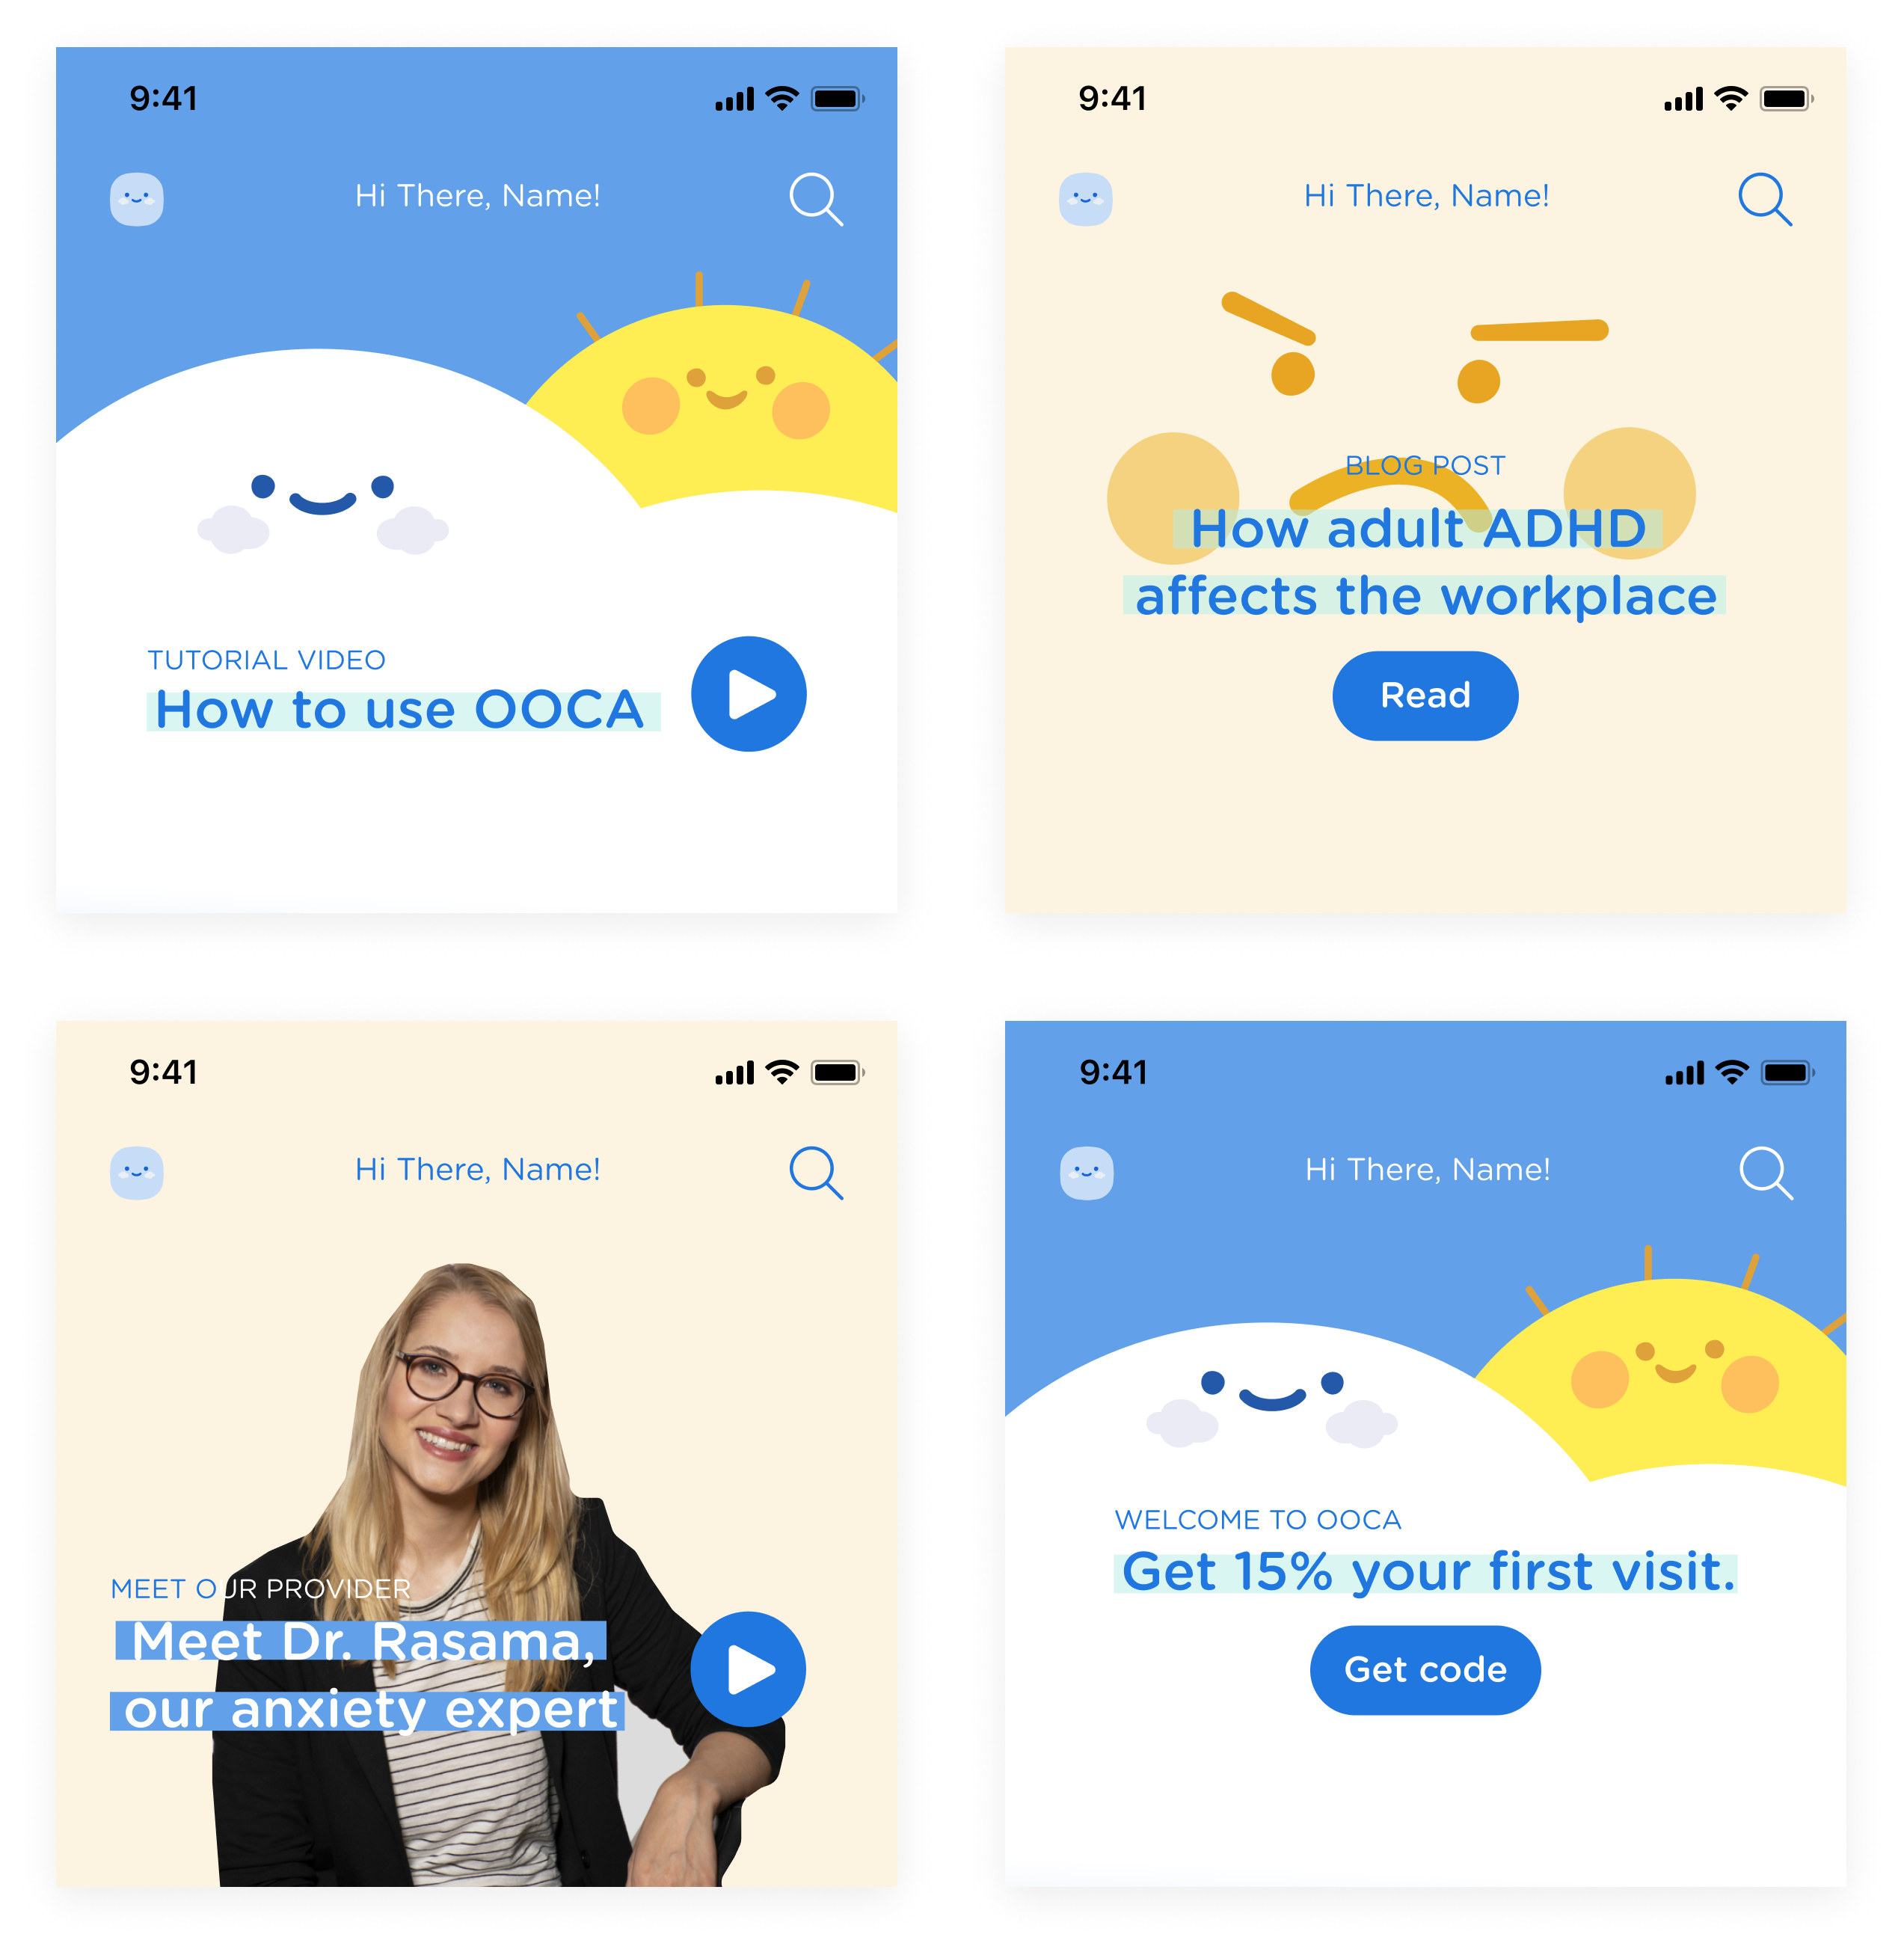 9:41
Hi There, Name!
TUTORIAL VIDEO
How to use OOCA
9:41
Hi There, Name!
BLOG POST
How adult ADHD
affects the workplace
Read
9:41
Hi There, Name!
MEET OUR PROVIDER
Meet Dr. Rasama,
our anxiety expert
9:41
Hi There, Name!
WELCOME TO OOCA
Get 15% your first visit.
Get code